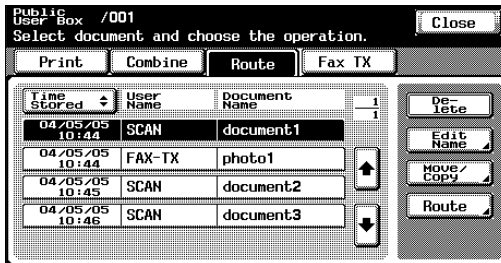 Public
User Box /001
Close
Select document and choose the operation.
Print Combine Route Fax TX
Time Stored User Name Document Name 1/1
04/05/05 10:44 SCAN document1
04/05/05 10:44 FAX-TX photo1
04/05/05 10:45 SCAN document2
04/05/05 10:46 SCAN document3
De-
lete
Edit
Name
Move/
Copy
Route